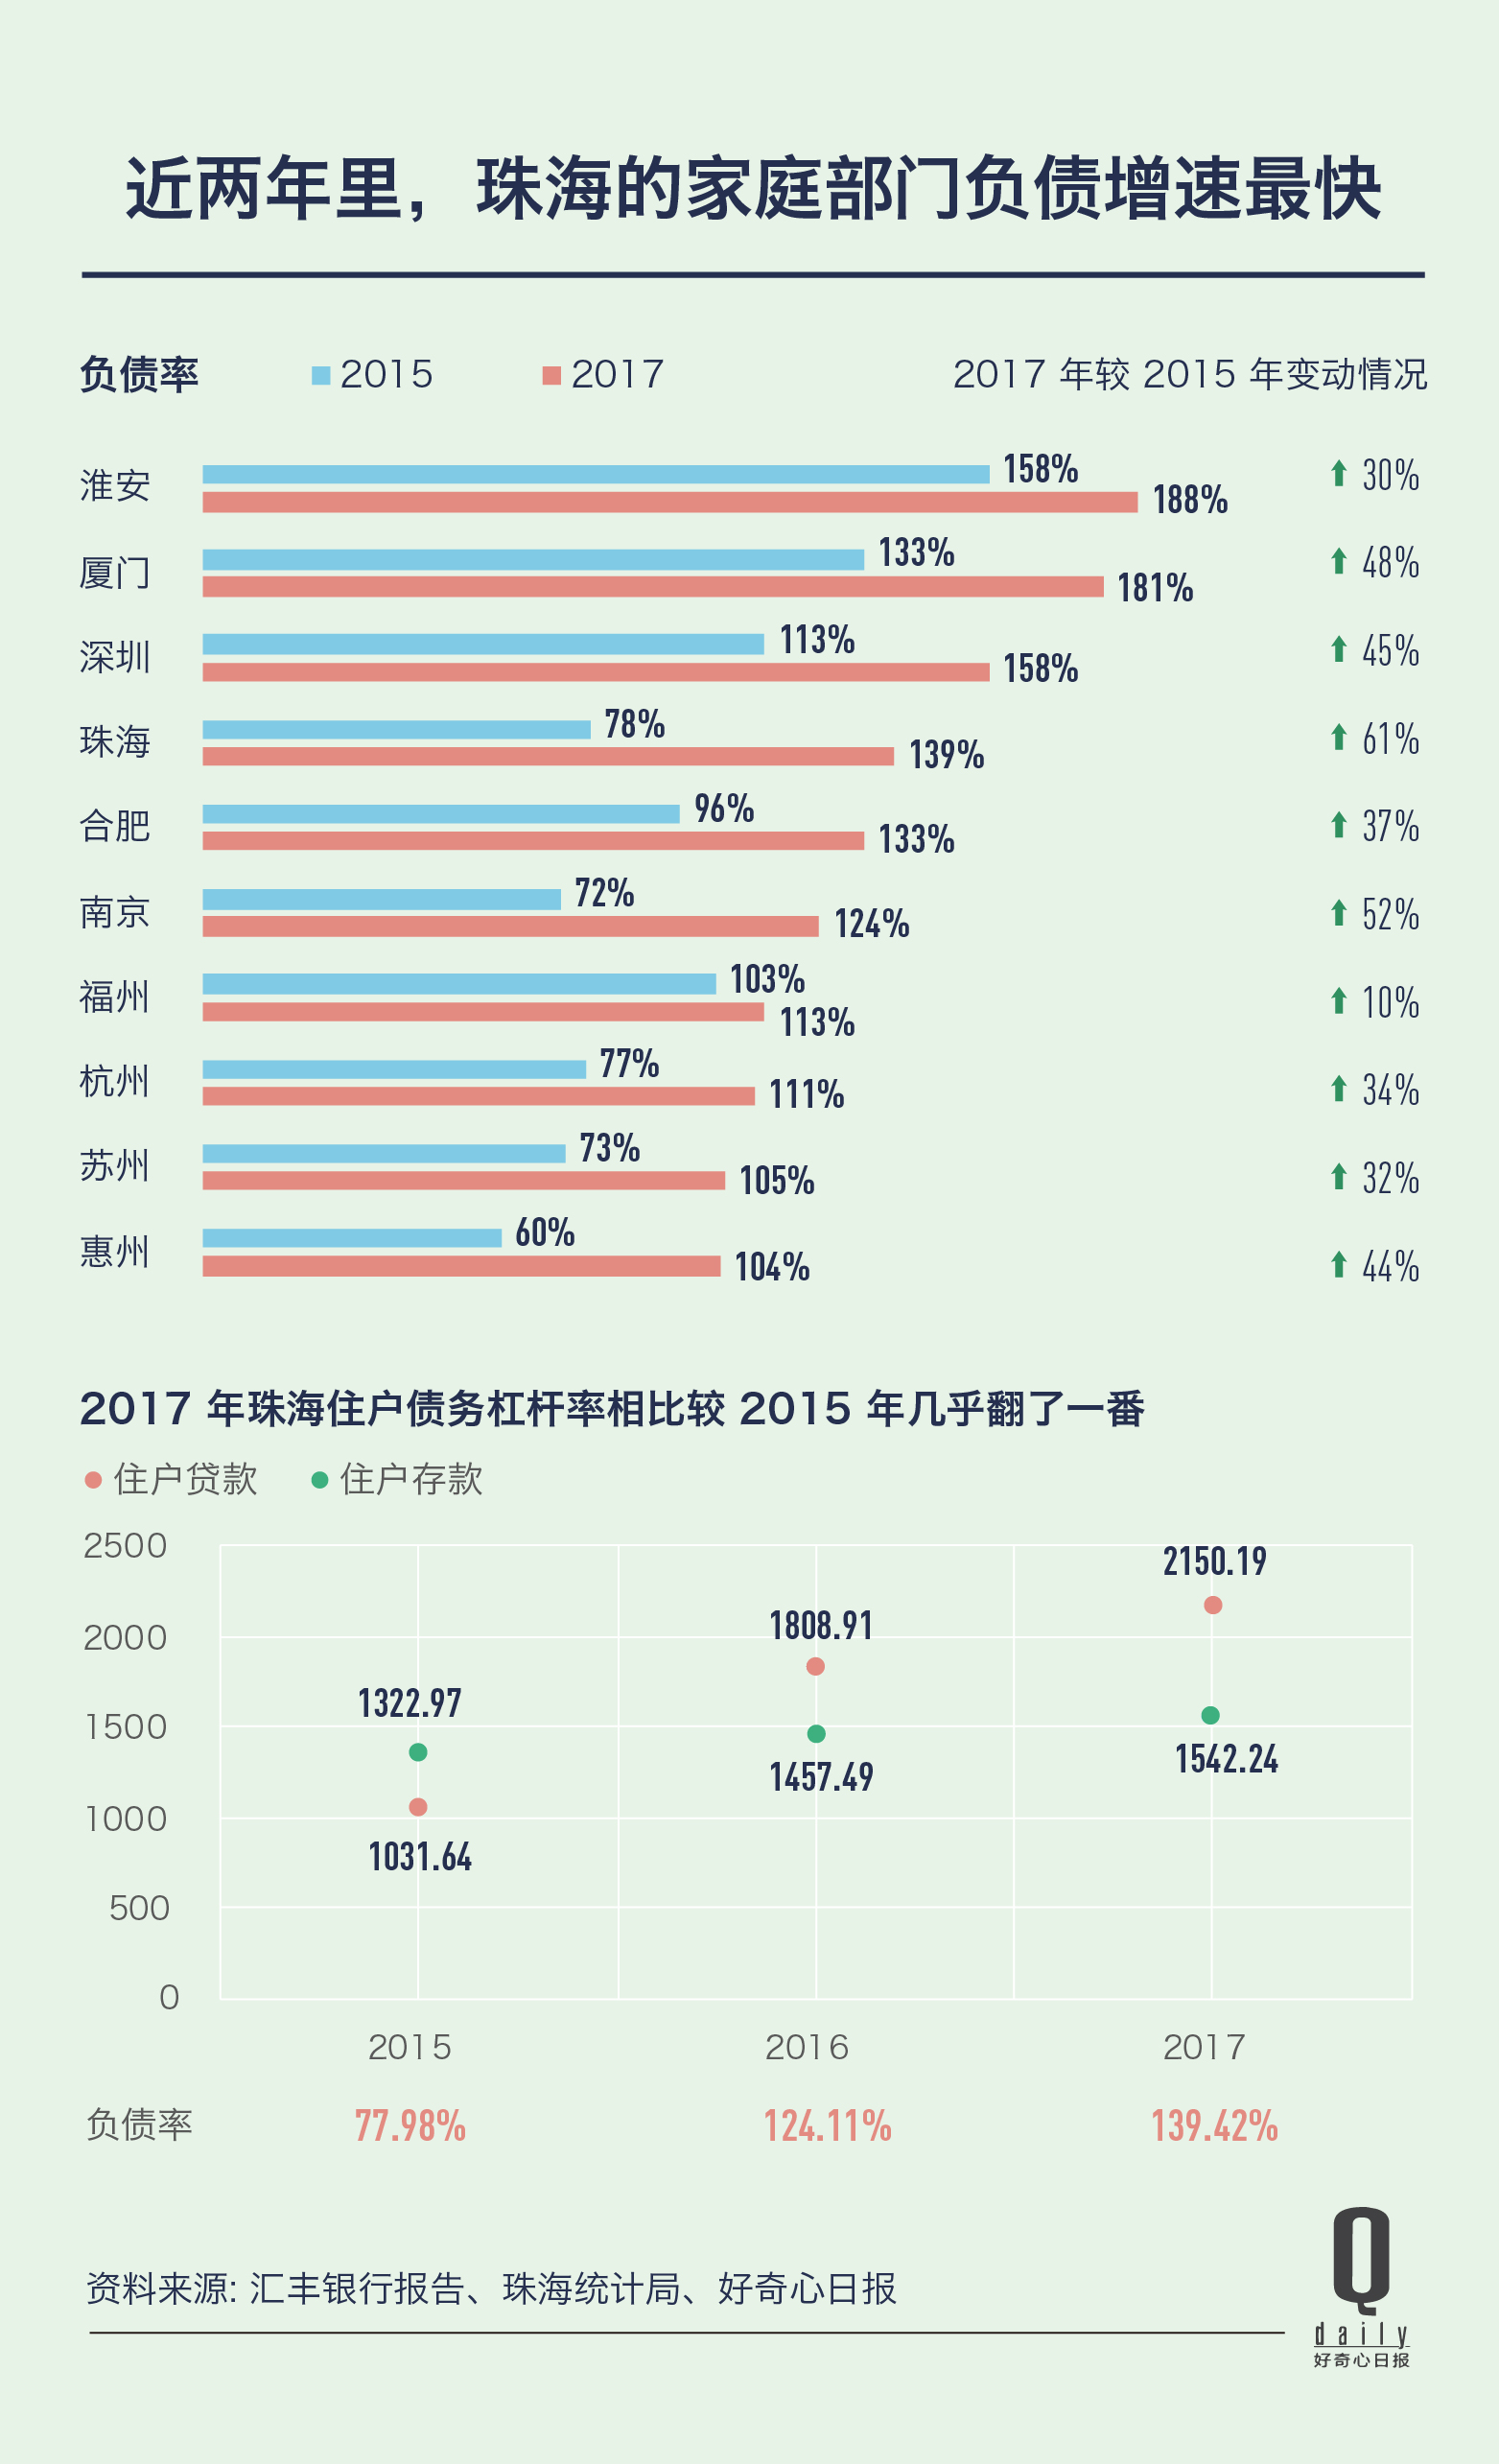 近两年里，珠海的家庭部门负债增速最快
负债率 2015 2017 2017 年较 2015 年变动情况
淮安 158% 188% 30%
厦门 133% 181% 48%
深圳 113% 158% 45%
珠海 78% 139% 61%
合肥 96% 133% 37%
南京 72% 124% 52%
福州 103% 113% 10%
杭州 77% 111% 34%
苏州 73% 105% 32%
惠州 60% 104% 44%
2017 年珠海住户债务杠杆率相比较 2015 年几乎翻了一番
住户贷款 住户存款
2500
2150.19
2000
1808.91
1322.97
1500
1457.49
1542.24
1000
1031.64
500
0
2015 2016 2017
负债率 77.98% 124.11% 139.42%
资料来源: 汇丰银行报告、珠海统计局、好奇心日报
Q
daily
好奇心日报